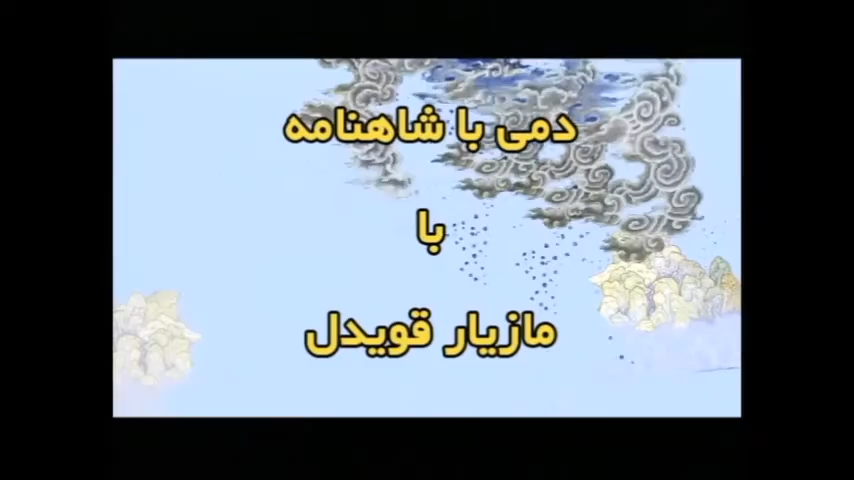 دمی با شاهنامه
با
مازیار قویدل